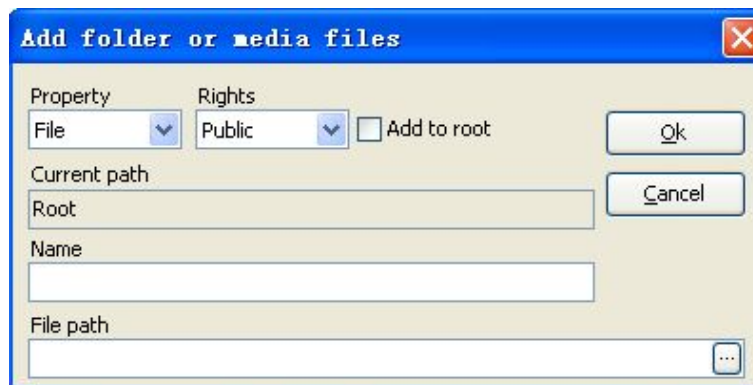 Add folder or media files
Property Rights
File Public Add to root Ok
Current path
Root Cancel
Name
File path
...